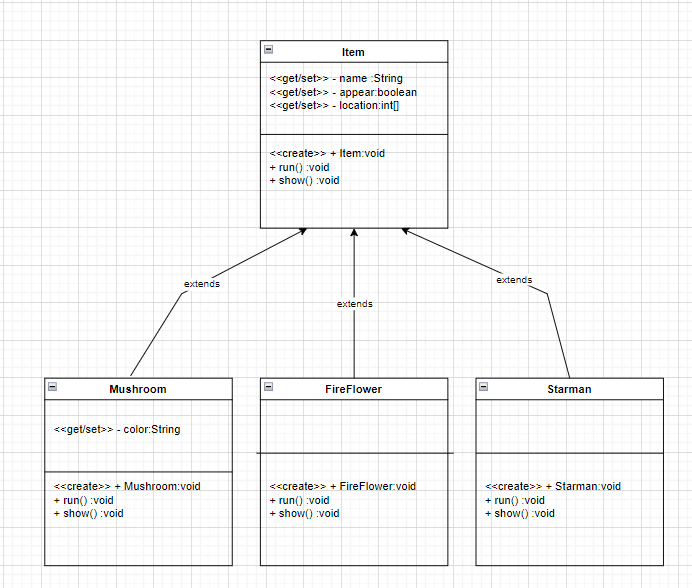 Item
<<get/set>> - name :String
<<get/set>> - appear:boolean
<<get/set>> - location:int[]
<<create>> + Item:void
+ run() :void
+ show() :void
extends
extends
extends
Mushroom
<<get/set>> - color:String
<<create>> + Mushroom:void
+ run() :void
+ show() :void
FireFlower
<<create>> + FireFlower:void
+ run() :void
+ show() :void
Starman
<<create>> + Starman:void
+ run() :void
+ show() :void